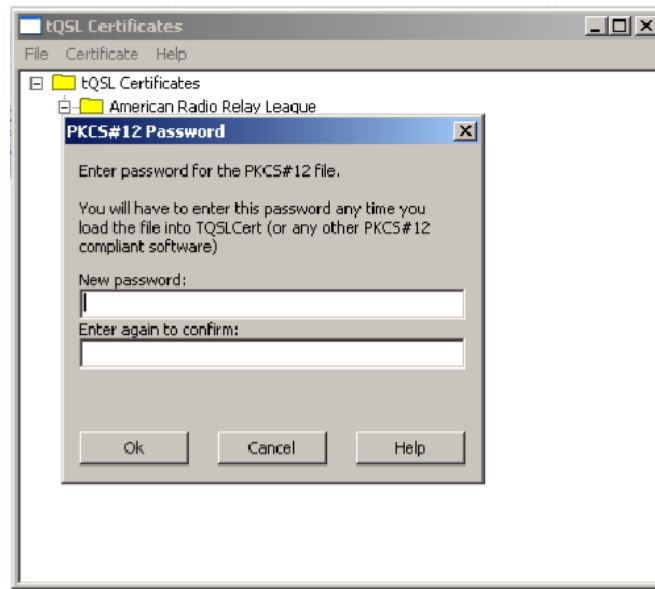 tQSL Certificates
File Certificate Help
tQSL Certificates
American Radio Relay League
PKCS#12 Password
Enter password for the PKCS#12 file.
You will have to enter this password any time you
load the file into TQSLCert (or any other PKCS#12
compliant software)
New password:
Enter again to confirm:
Ok Cancel Help